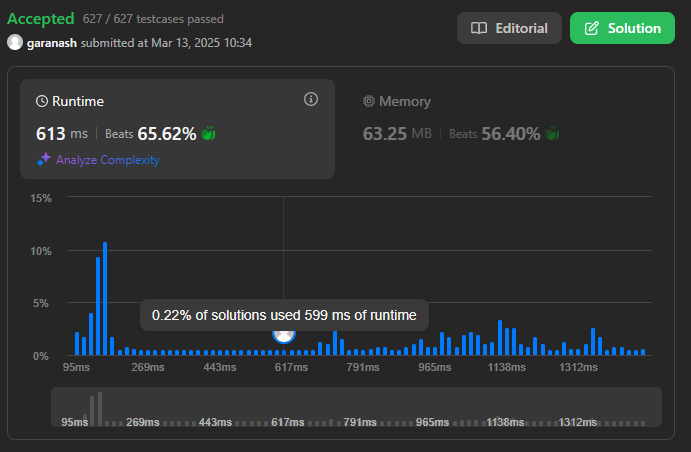 Accepted 627 / 627 testcases passed
garanash submitted at Mar 13, 2025 10:34
Editorial
Solution
Runtime
613 ms | Beats 65.62%
Analyze Complexity
Memory
63.25 MB | Beats 56.40%
15%
10%
5%
0%
0.22% of solutions used 599 ms of runtime
95ms 269ms 443ms 617ms 791ms 965ms 1138ms 1312ms
95ms 269ms 443ms 617ms 791ms 965ms 1138ms 1312ms